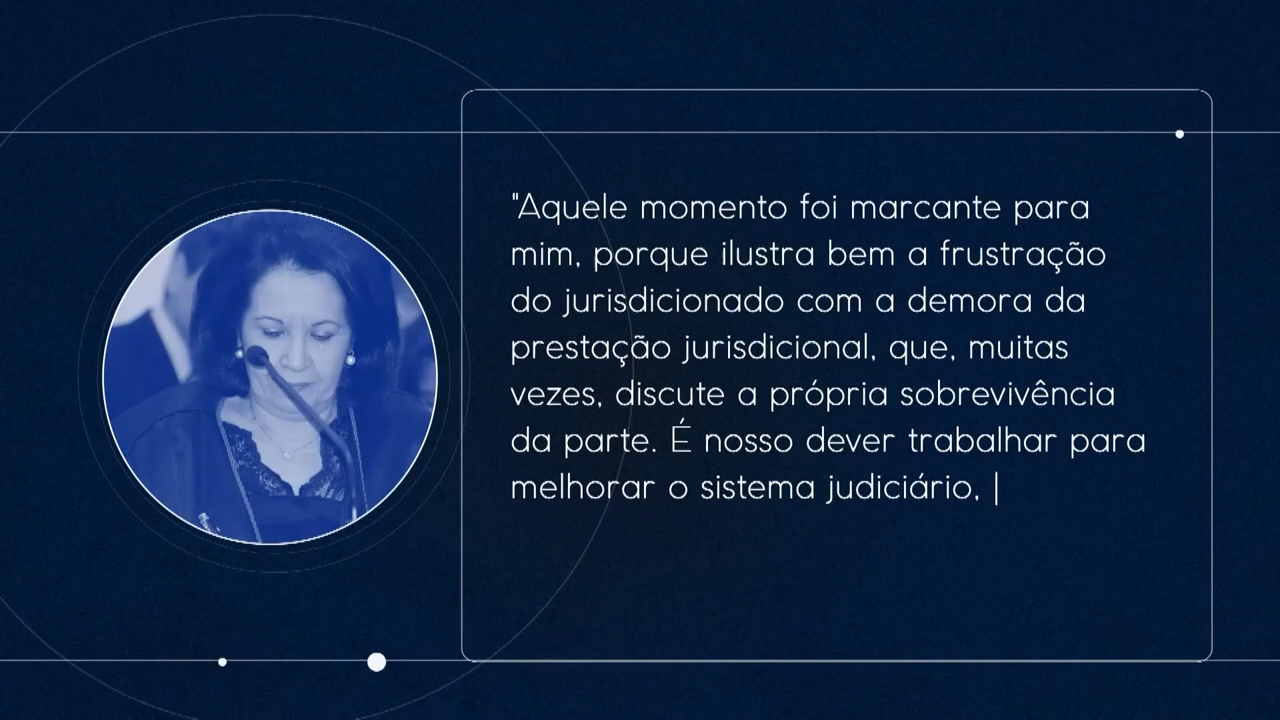 "Aquele momento foi marcante para
mim, porque ilustra bem a frustração
do jurisdicionado com a demora da
prestação jurisdicional, que, muitas
vezes, discute a própria sobrevivência
da parte. É nosso dever trabalhar para
melhorar o sistema judiciário, |